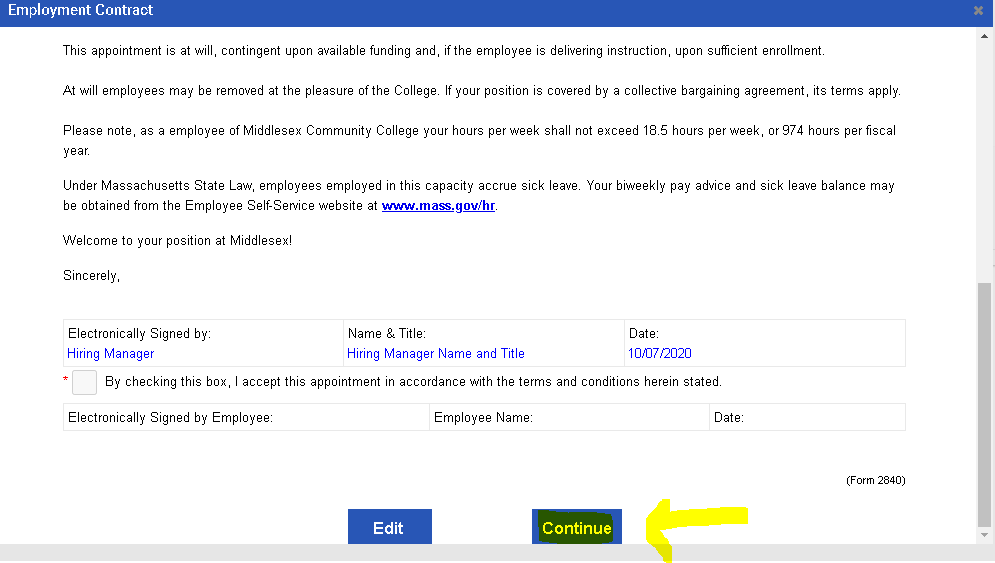 Employment Contract
This appointment is at will, contingent upon available funding and, if the employee is delivering instruction, upon sufficient enrollment.
At will employees may be removed at the pleasure of the College. If your position is covered by a collective bargaining agreement, its terms apply.
Please note, as a employee of Middlesex Community College your hours per week shall not exceed 18.5 hours per week, or 974 hours per fiscal
year.
Under Massachusetts State Law, employees employed in this capacity accrue sick leave. Your biweekly pay advice and sick leave balance may
be obtained from the Employee Self-Service website at www.mass.gov/hr.
Welcome to your position at Middlesex!
Sincerely,
Electronically Signed by: Name & Title: Date:
Hiring Manager Hiring Manager Name and Title 10/07/2020
* By checking this box, I accept this appointment in accordance with the terms and conditions herein stated.
Electronically Signed by Employee: Employee Name: Date:
(Form 2840)
Edit Continue